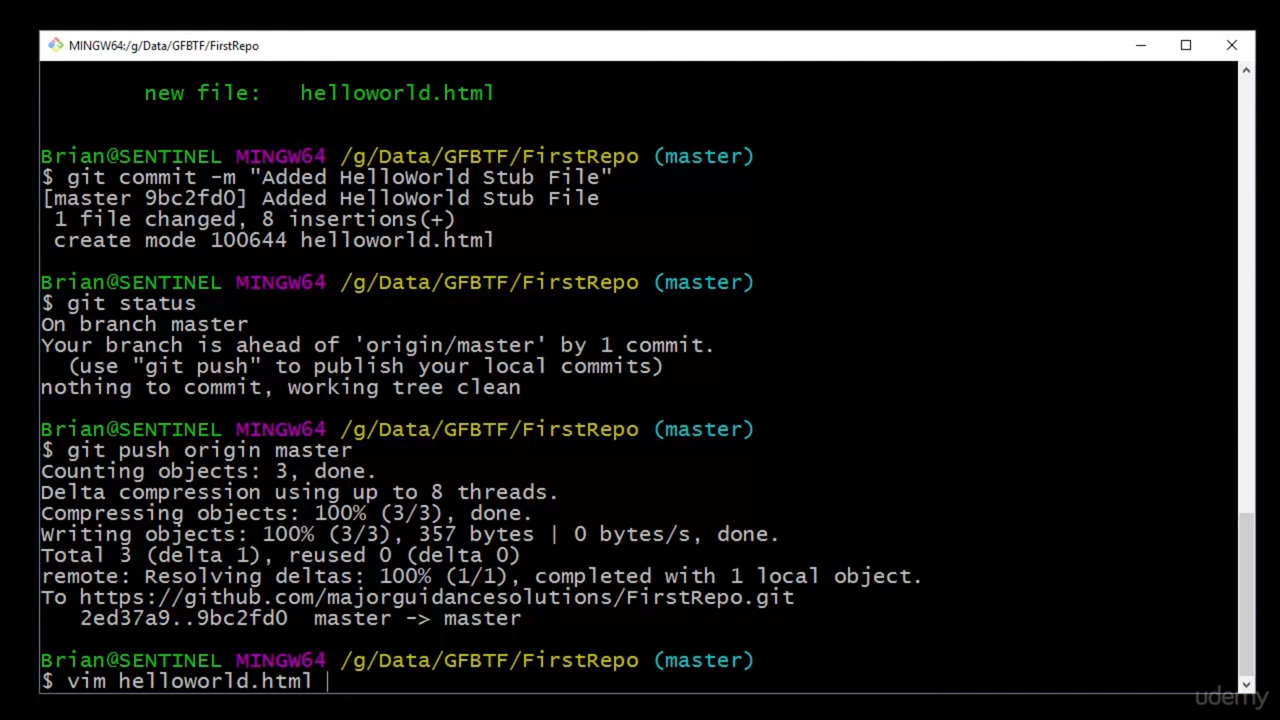 MINGW64:/g/Data/GFBTF/FirstRepo
new file:   helloworld.html
Brian@SENTINEL MINGW64 /g/Data/GFBTF/FirstRepo (master)
$ git commit -m "Added HelloWorld Stub File"
[master 9bc2fd0] Added HelloWorld Stub File
 1 file changed, 8 insertions(+)
 create mode 100644 helloworld.html
Brian@SENTINEL MINGW64 /g/Data/GFBTF/FirstRepo (master)
$ git status
On branch master
Your branch is ahead of 'origin/master' by 1 commit.
  (use "git push" to publish your local commits)
nothing to commit, working tree clean
Brian@SENTINEL MINGW64 /g/Data/GFBTF/FirstRepo (master)
$ git push origin master
Counting objects: 3, done.
Delta compression using up to 8 threads.
Compressing objects: 100% (3/3), done.
Writing objects: 100% (3/3), 357 bytes | 0 bytes/s, done.
Total 3 (delta 1), reused 0 (delta 0)
remote: Resolving deltas: 100% (1/1), completed with 1 local object.
To https://github.com/majorguidancesolutions/FirstRepo.git
   2ed37a9..9bc2fd0  master -> master
Brian@SENTINEL MINGW64 /g/Data/GFBTF/FirstRepo (master)
$ vim helloworld.html
udemy